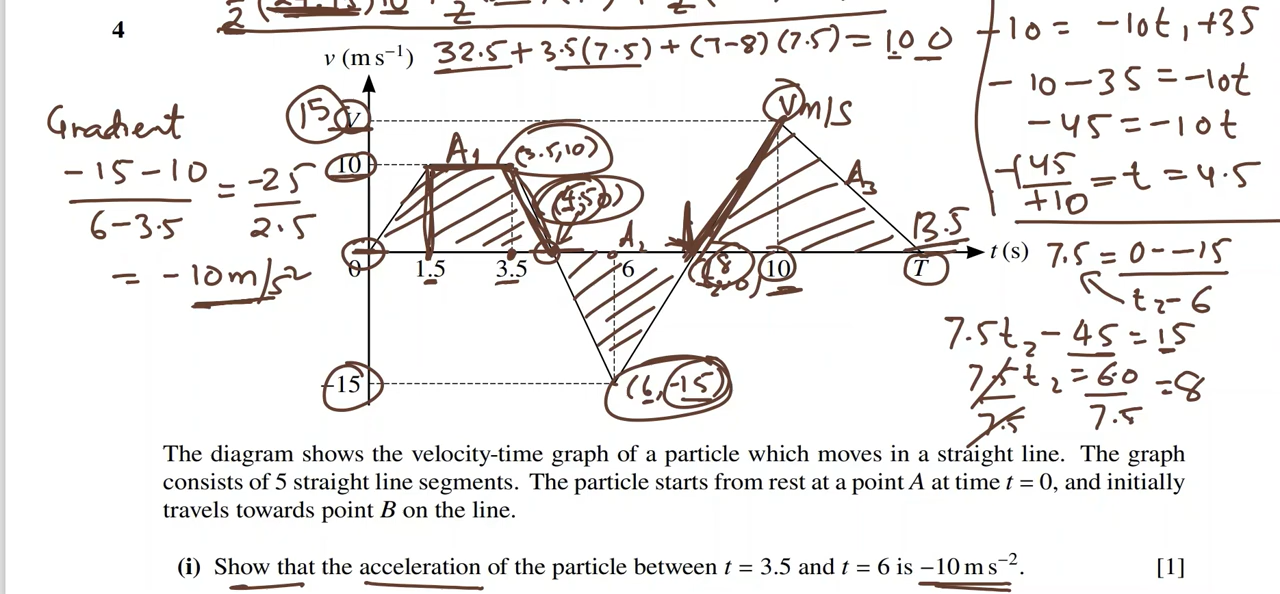 32.5 + 3.5(7.5) + (T-8)(7.5) = 100
4
v (m s⁻¹)
Gradient
-15-10 / 6-3.5 = -25 / 2.5
= -10m/s²
15 V
10
0
-15
1.5
3.5
6
10
T
13.5
t (s)
A₁
(3.5,10)
A₂
(6,-15)
8
V m/s
A₃
+10 = -10t, +35
-10-35 = -10t
-45 = -10t
+45 / +10 = t = 4.5
7.5 = 0--15 / t₂-6
7.5t₂ - 45 = 15
7.5t₂ / 7.5 = 60 / 7.5 = 8
The diagram shows the velocity-time graph of a particle which moves in a straight line. The graph
consists of 5 straight line segments. The particle starts from rest at a point A at time t = 0, and initially
travels towards point B on the line.
(i) Show that the acceleration of the particle between t = 3.5 and t = 6 is −10 m s⁻². [1]